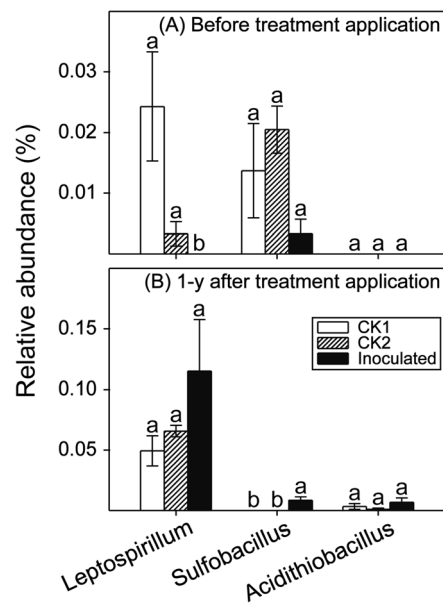 (A) Before treatment application
a
a
b
a
a
a
a a a
0.03
0.02
0.01
Relative abundance (%)
(B) 1-y after treatment application
CK1
CK2
Inoculated
a
a
a
b b a
a a a
0.15
0.10
0.05
Leptospirillum
Sulfobacillus
Acidithiobacillus